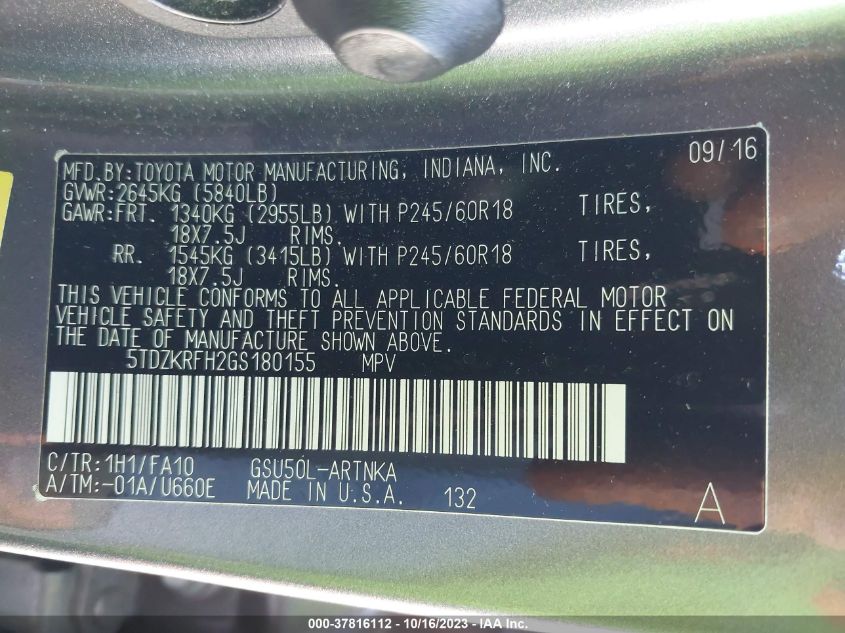 09/16
MFD.BY:TOYOTA MOTOR MANUFACTURING, INDIANA, INC.
GVWR:2645KG (5840LB)
GAWR:FRT. 1340KG (2955LB) WITH P245/60R18 TIRES,
18X7.5J RIMS.
RR. 1545KG (3415LB) WITH P245/60R18 TIRES,
18X7.5J RIMS.
THIS VEHICLE CONFORMS TO ALL APPLICABLE FEDERAL MOTOR
VEHICLE SAFETY AND THEFT PREVENTION STANDARDS IN EFFECT ON
THE DATE OF MANUFACTURE SHOWN ABOVE.
5TDZKRFH2GS180155 MPV
C/TR:1H1/FA10 GSU50L-ARTNKA
A/TM:-01A/U660E MADE IN U.S.A. 132 A
000-37816112 - 10/16/2023 - IAA Inc.